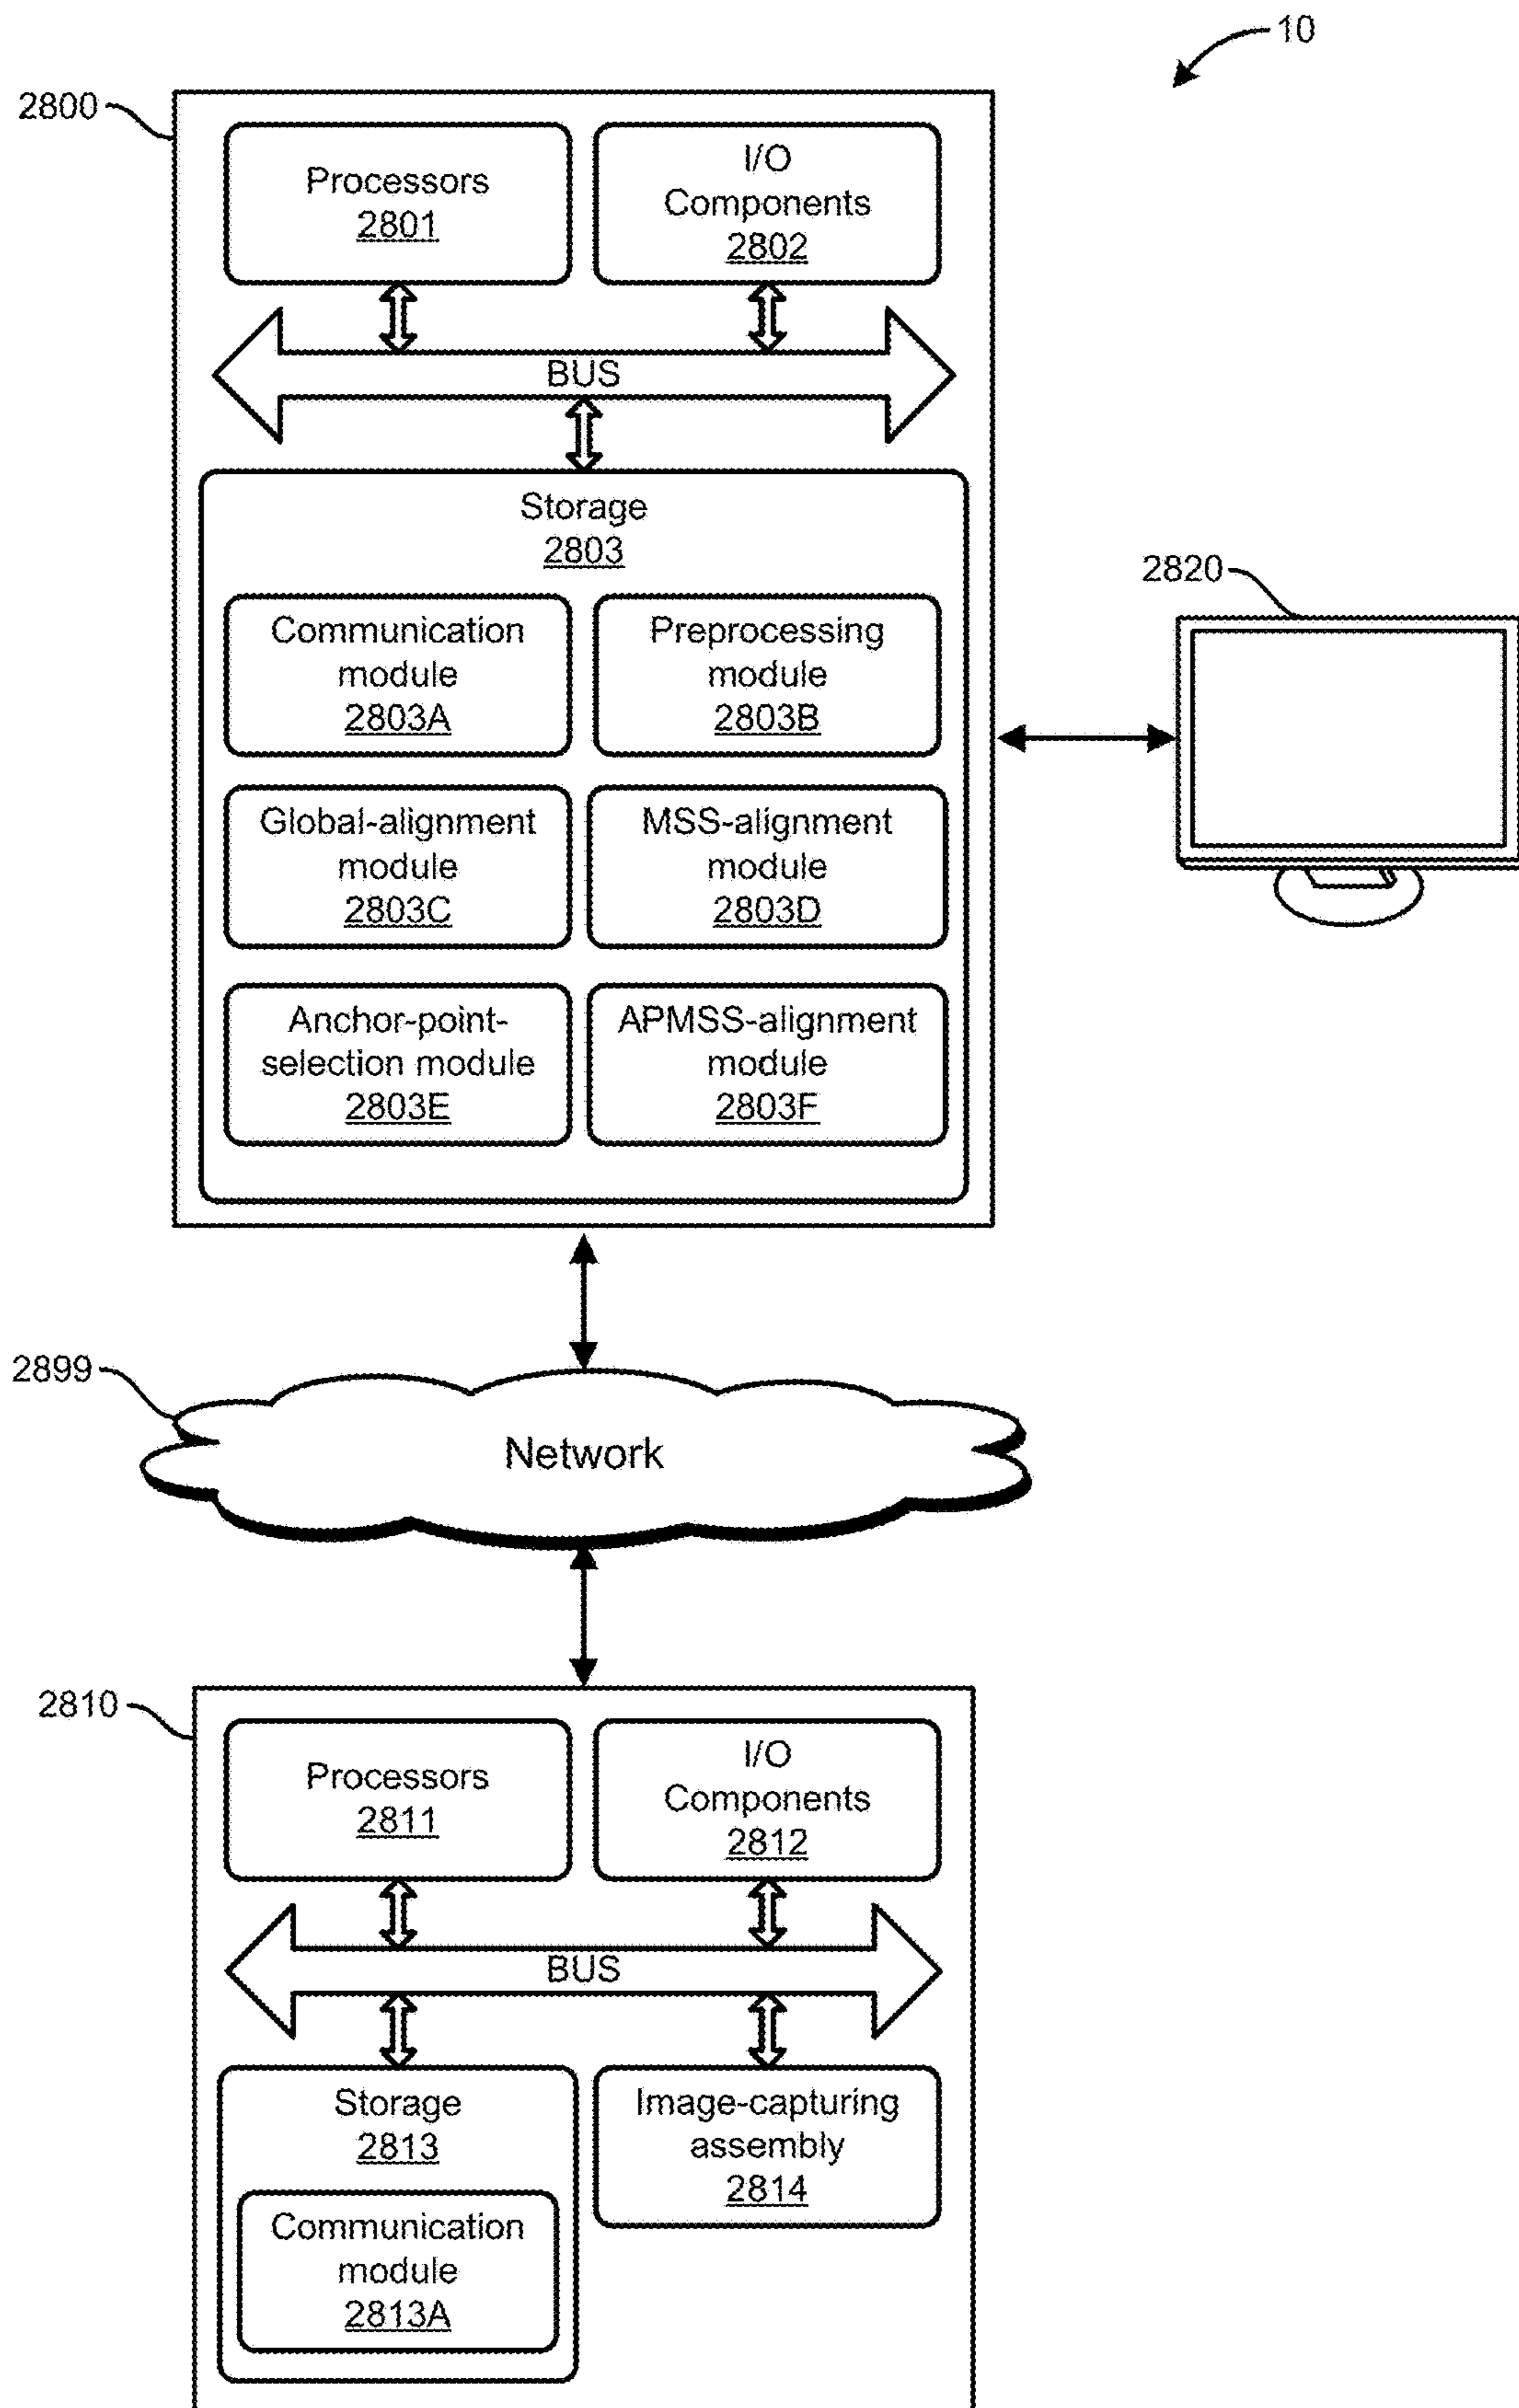 10
2800
Processors
2801
I/O
Components
2802
BUS
Storage
2803
Communication
module
2803A
Preprocessing
module
2803B
Global-alignment
module
2803C
MSS-alignment
module
2803D
Anchor-point-
selection module
2803E
APMSS-alignment
module
2803F
2820
2899
Network
2810
Processors
2811
I/O
Components
2812
BUS
Storage
2813
Communication
module
2813A
Image-capturing
assembly
2814